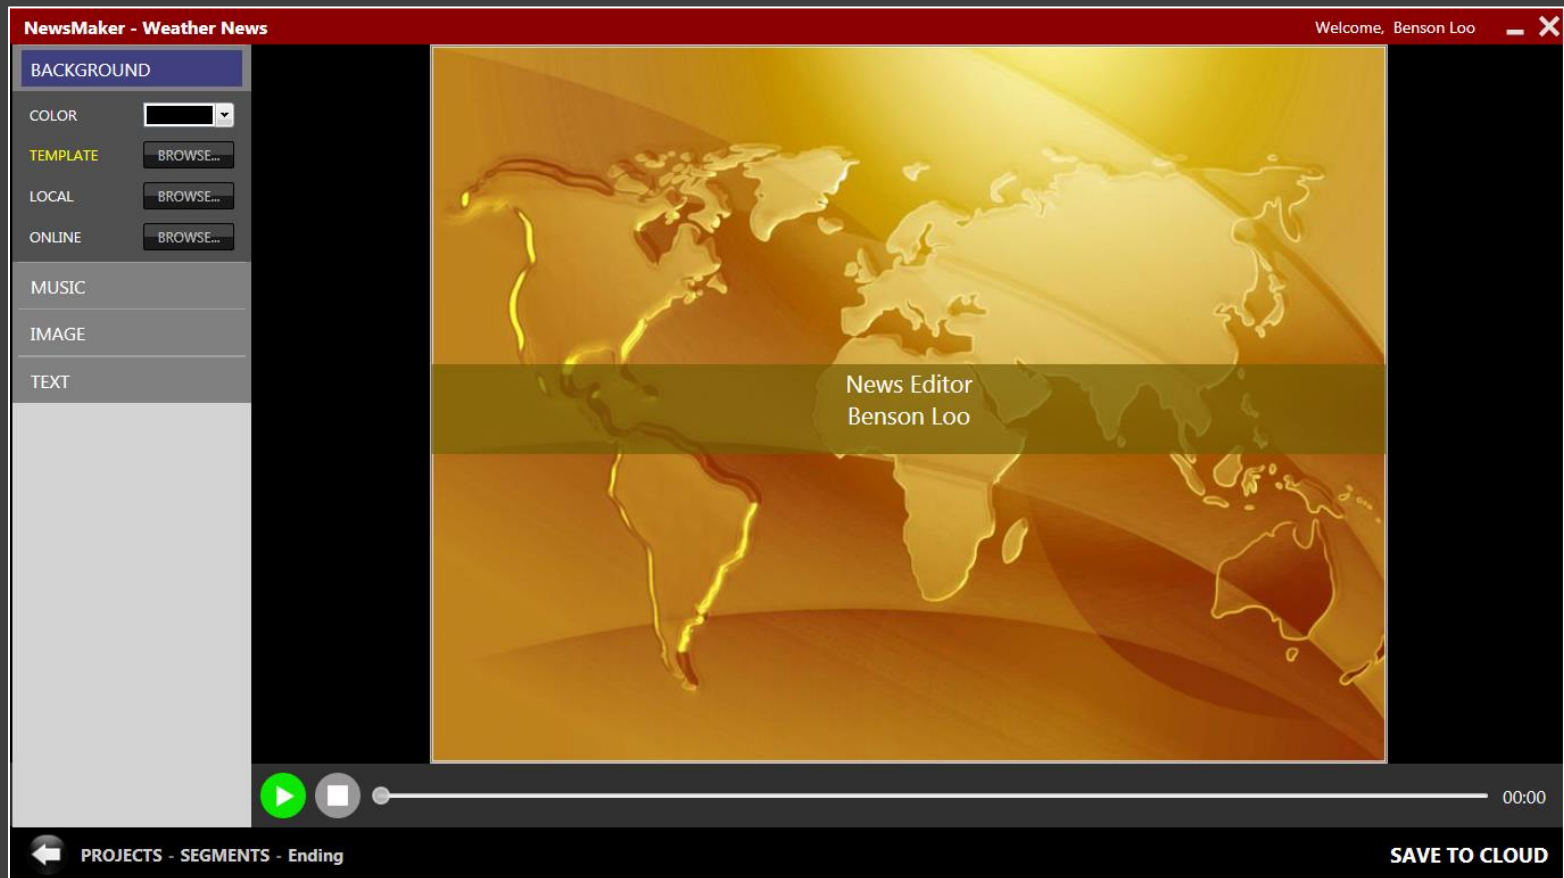 NewsMaker - Weather News
Welcome, Benson Loo
BACKGROUND
COLOR
TEMPLATE BROWSE...
LOCAL BROWSE...
ONLINE BROWSE...
MUSIC
IMAGE
TEXT
News Editor
Benson Loo
00:00
PROJECTS - SEGMENTS - Ending
SAVE TO CLOUD